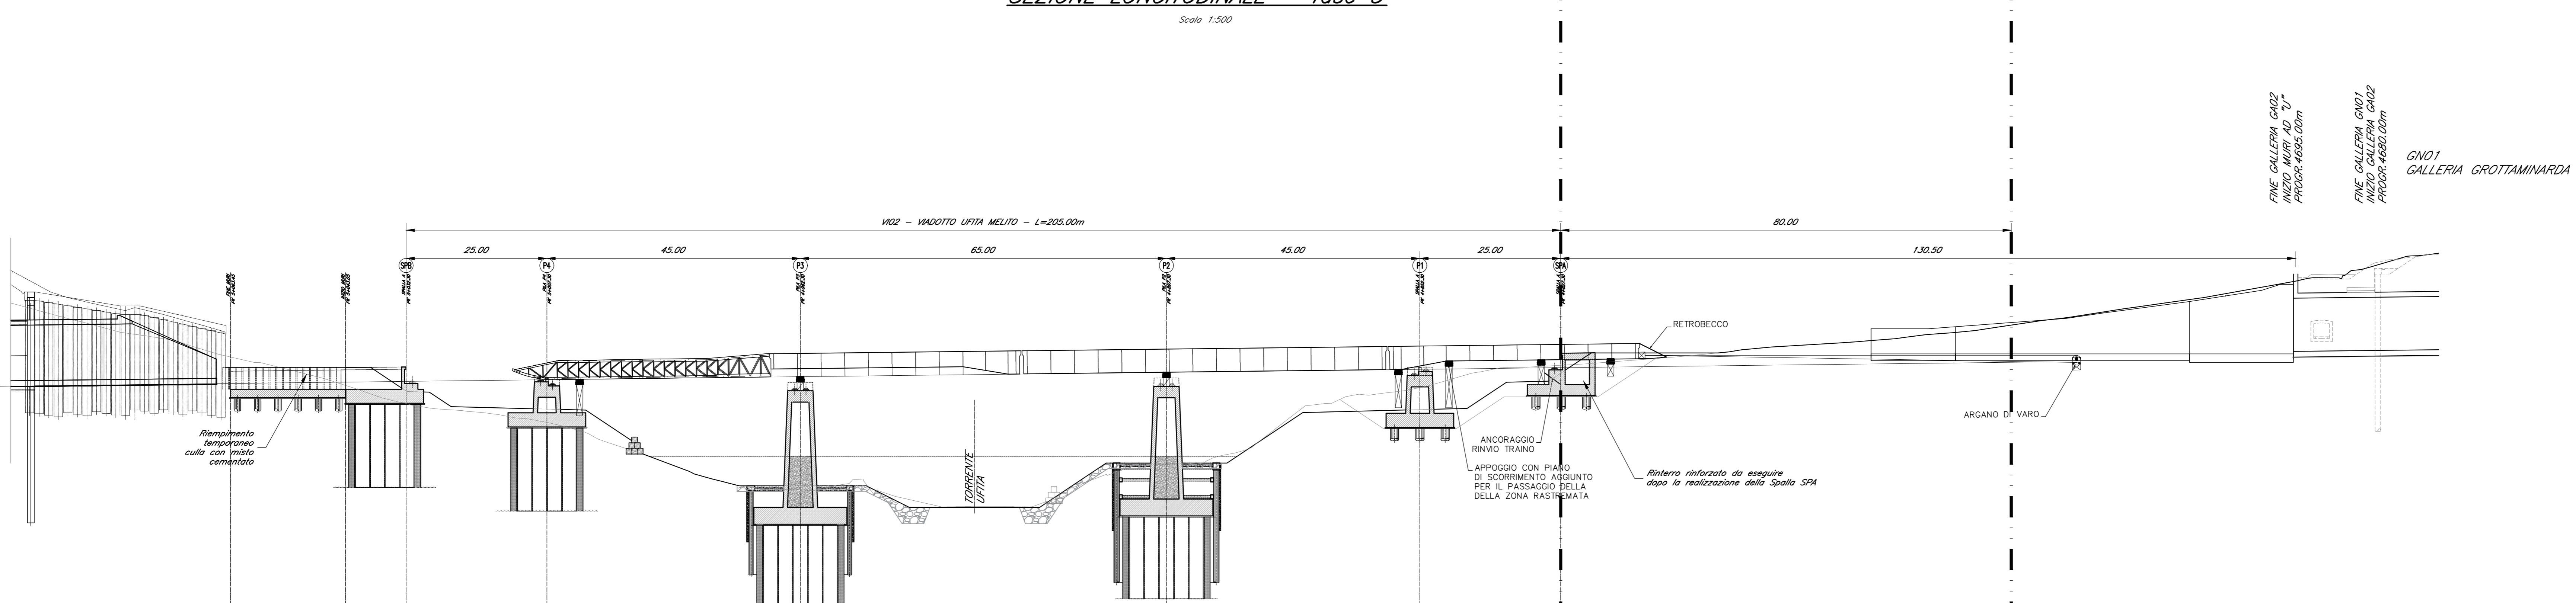 Scala 1:500
FINE GALLERIA GA02
INIZIO MURI AD "U"
PROGR.4695.00m
FINE GALLERIA GN01
INIZIO GALLERIA GA02
PROGR.4680.00m
GN01
GALLERIA GROTTAMINARDA
VI02 - VIADOTTO UFITA MELITO - L=205.00m
80.00
25.00
45.00
65.00
45.00
25.00
130.50
SPB
P4
P3
P2
P1
SPA
RETROBECCO
ARGANO DI VARO
Riempimento
temporaneo
culla con misto
cementato
TORRENTE
UFITA
ANCORAGGIO
RINVIO TRAINO
APPOGGIO CON PIANO
DI SCORRIMENTO AGGIUNTO
PER IL PASSAGGIO DELLA
DELLA ZONA RASTREMATA
Rinterro rinforzato da eseguire
dopo la realizzazione della Spalla SPA